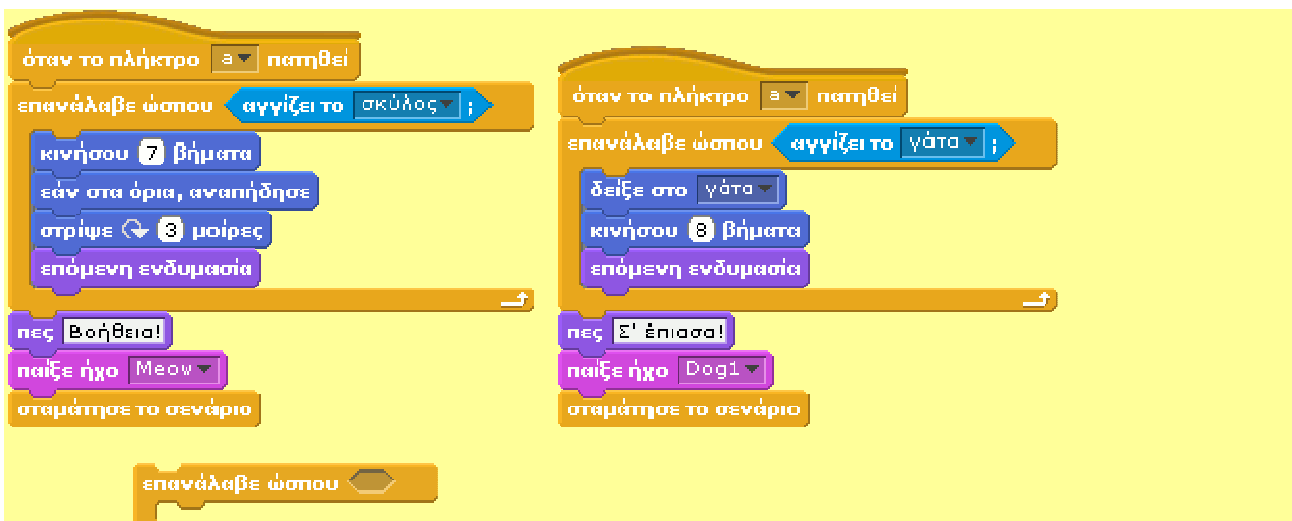 όταν το πλήκτρο a πατηθεί
επανάλαβε ώσπου αγγίζει το σκύλος ;
κινήσου 7 βήματα
εάν στα όρια, αναπήδησε
στρίψε 3 μοίρες
επόμενη ενδυμασία
πες Βοήθεια!
παίξε ήχο Meow
σταμάτησε το σενάριο
όταν το πλήκτρο a πατηθεί
επανάλαβε ώσπου αγγίζει το γάτα ;
δείξε στο γάτα
κινήσου 8 βήματα
επόμενη ενδυμασία
πες Σ' έπιασα!
παίξε ήχο Dog1
σταμάτησε το σενάριο
επανάλαβε ώσπου